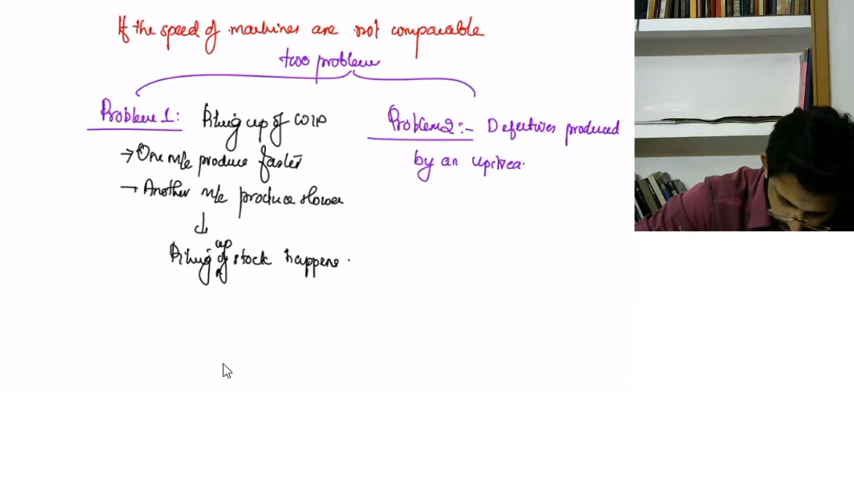 If the speed of machines are not comparable
two problem
Problem 1: Piling up of WIP
→ One m/c produce faster
→ Another m/c produce slower
↓
Piling up of stock happens.
Problem 2:- Defectives produced
by an upstrea